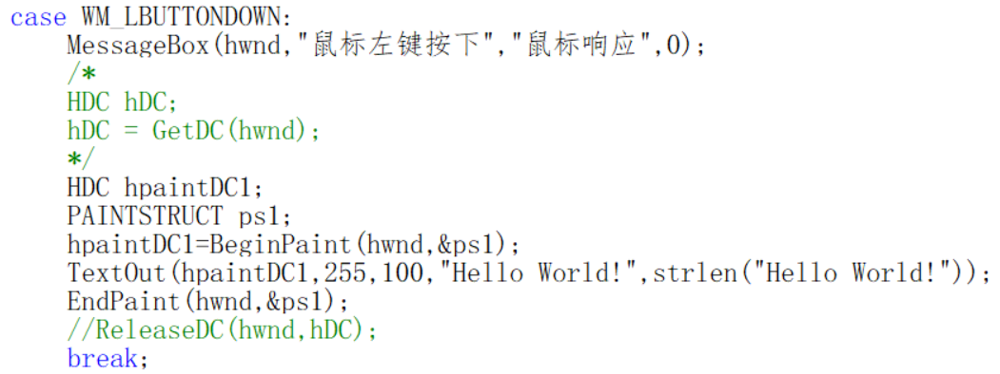 case WM_LBUTTONDOWN:
MessageBox(hwnd,"鼠标左键按下","鼠标响应",0);
/*
HDC hDC;
hDC = GetDC(hwnd);
*/
HDC hpaintDC1;
PAINTSTRUCT ps1;
hpaintDC1=BeginPaint(hwnd,&ps1);
TextOut(hpaintDC1,255,100,"Hello World!",strlen("Hello World!"));
EndPaint(hwnd,&ps1);
//ReleaseDC(hwnd,hDC);
break;